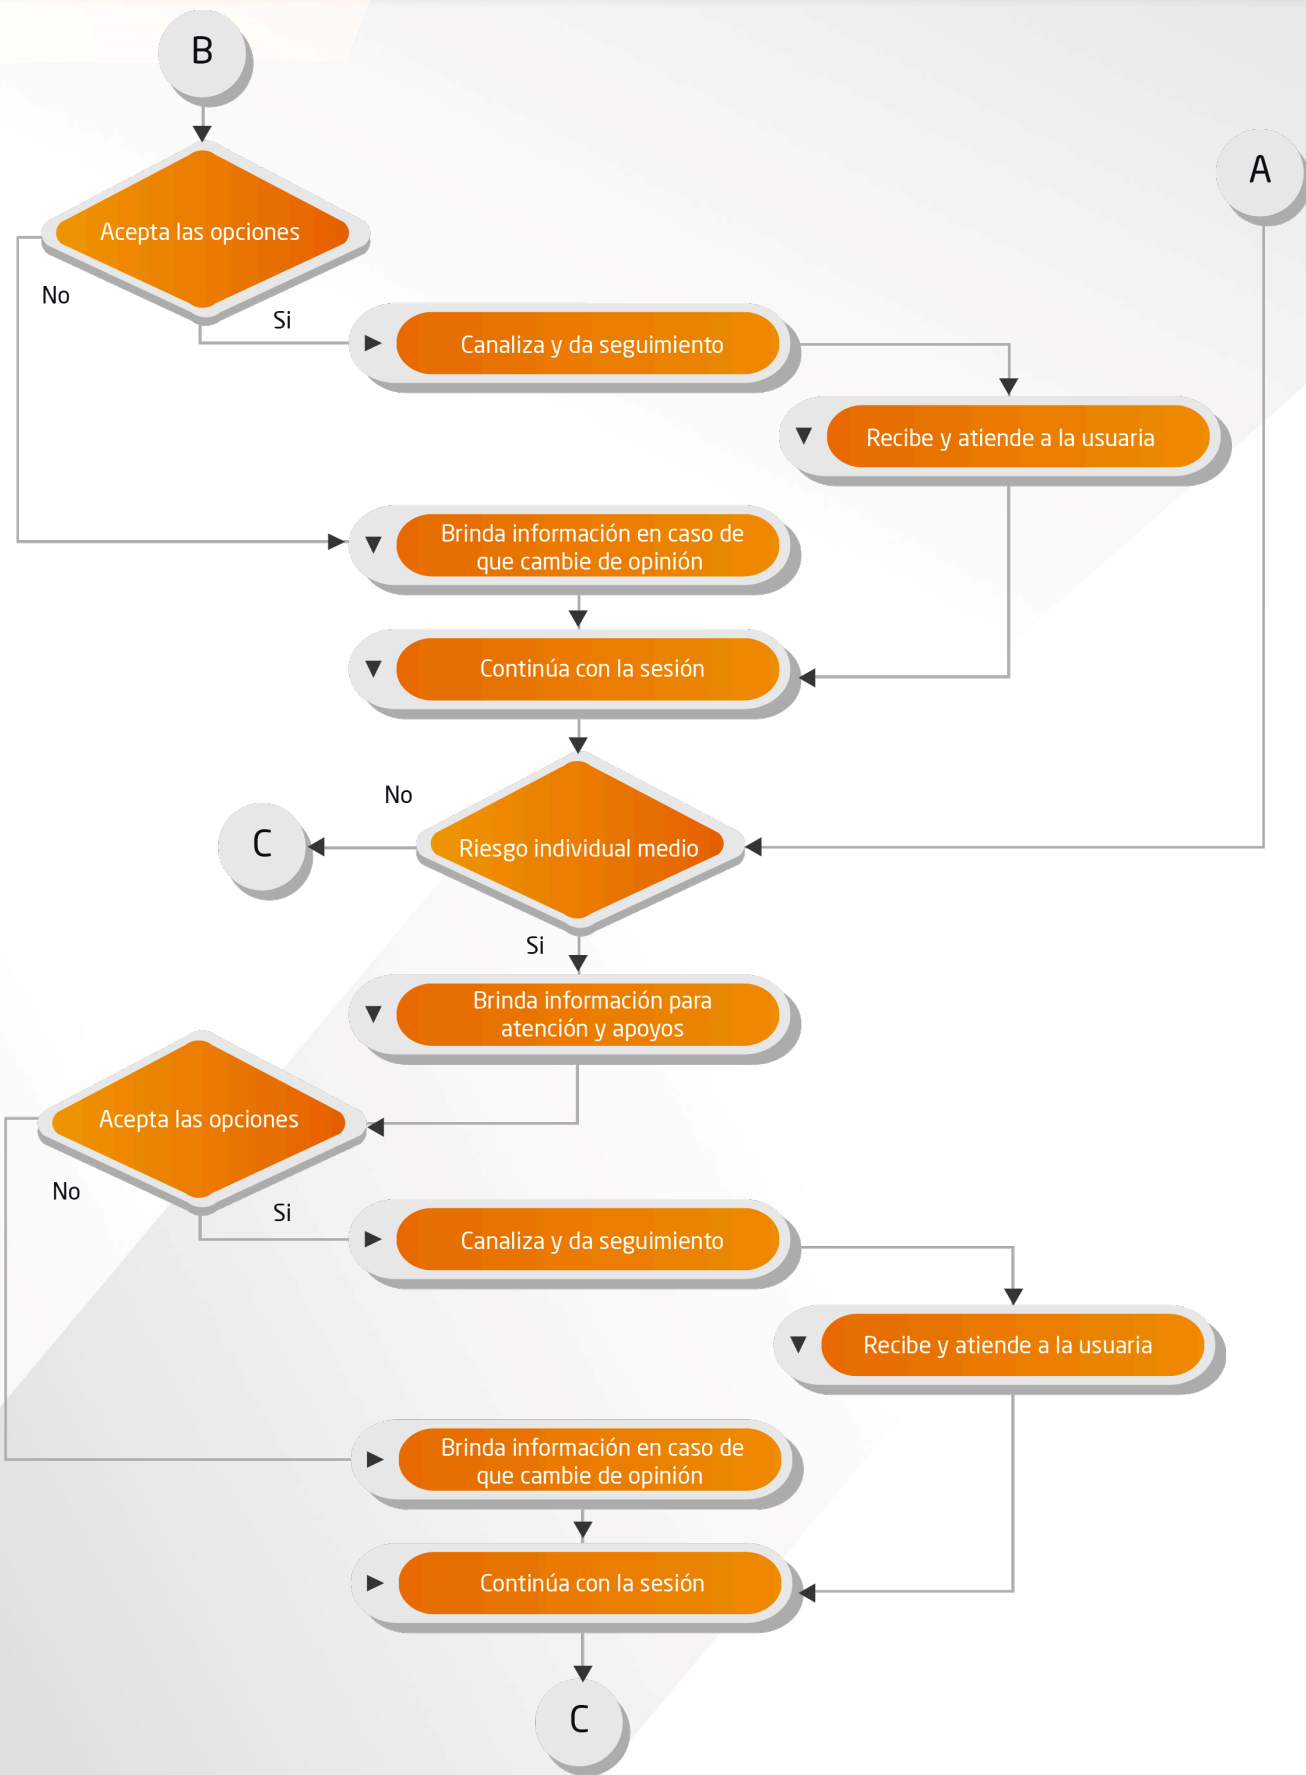 B
A
Acepta las opciones
No
Si
Canaliza y da seguimiento
Recibe y atiende a la usuaria
Brinda información en caso de
que cambie de opinión
Continúa con la sesión
No
C
Riesgo individual medio
Si
Brinda información para
atención y apoyos
Acepta las opciones
No
Si
Canaliza y da seguimiento
Recibe y atiende a la usuaria
Brinda información en caso de
que cambie de opinión
Continúa con la sesión
C